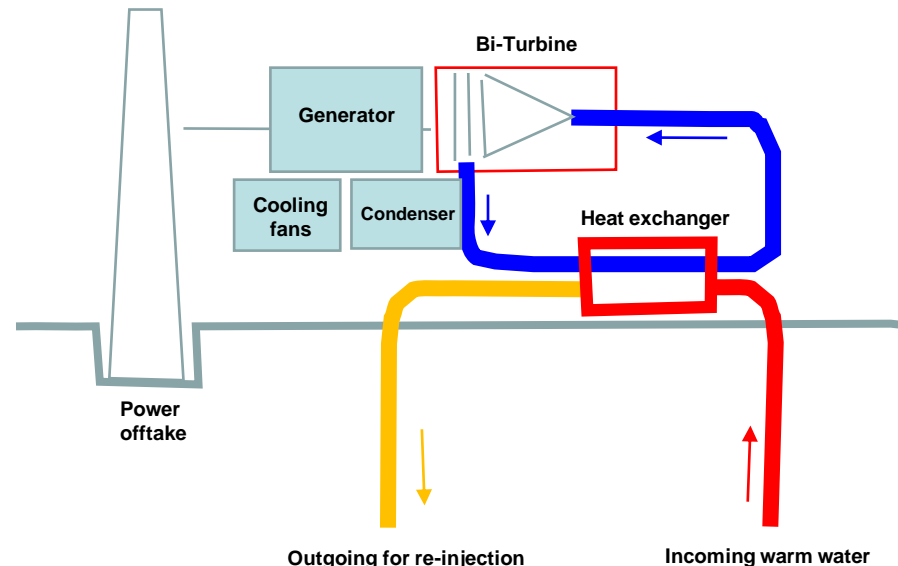 Bi-Turbine
Generator
Cooling
fans
Condenser
Heat exchanger
Power
offtake
Outgoing for re-injection
Incoming warm water